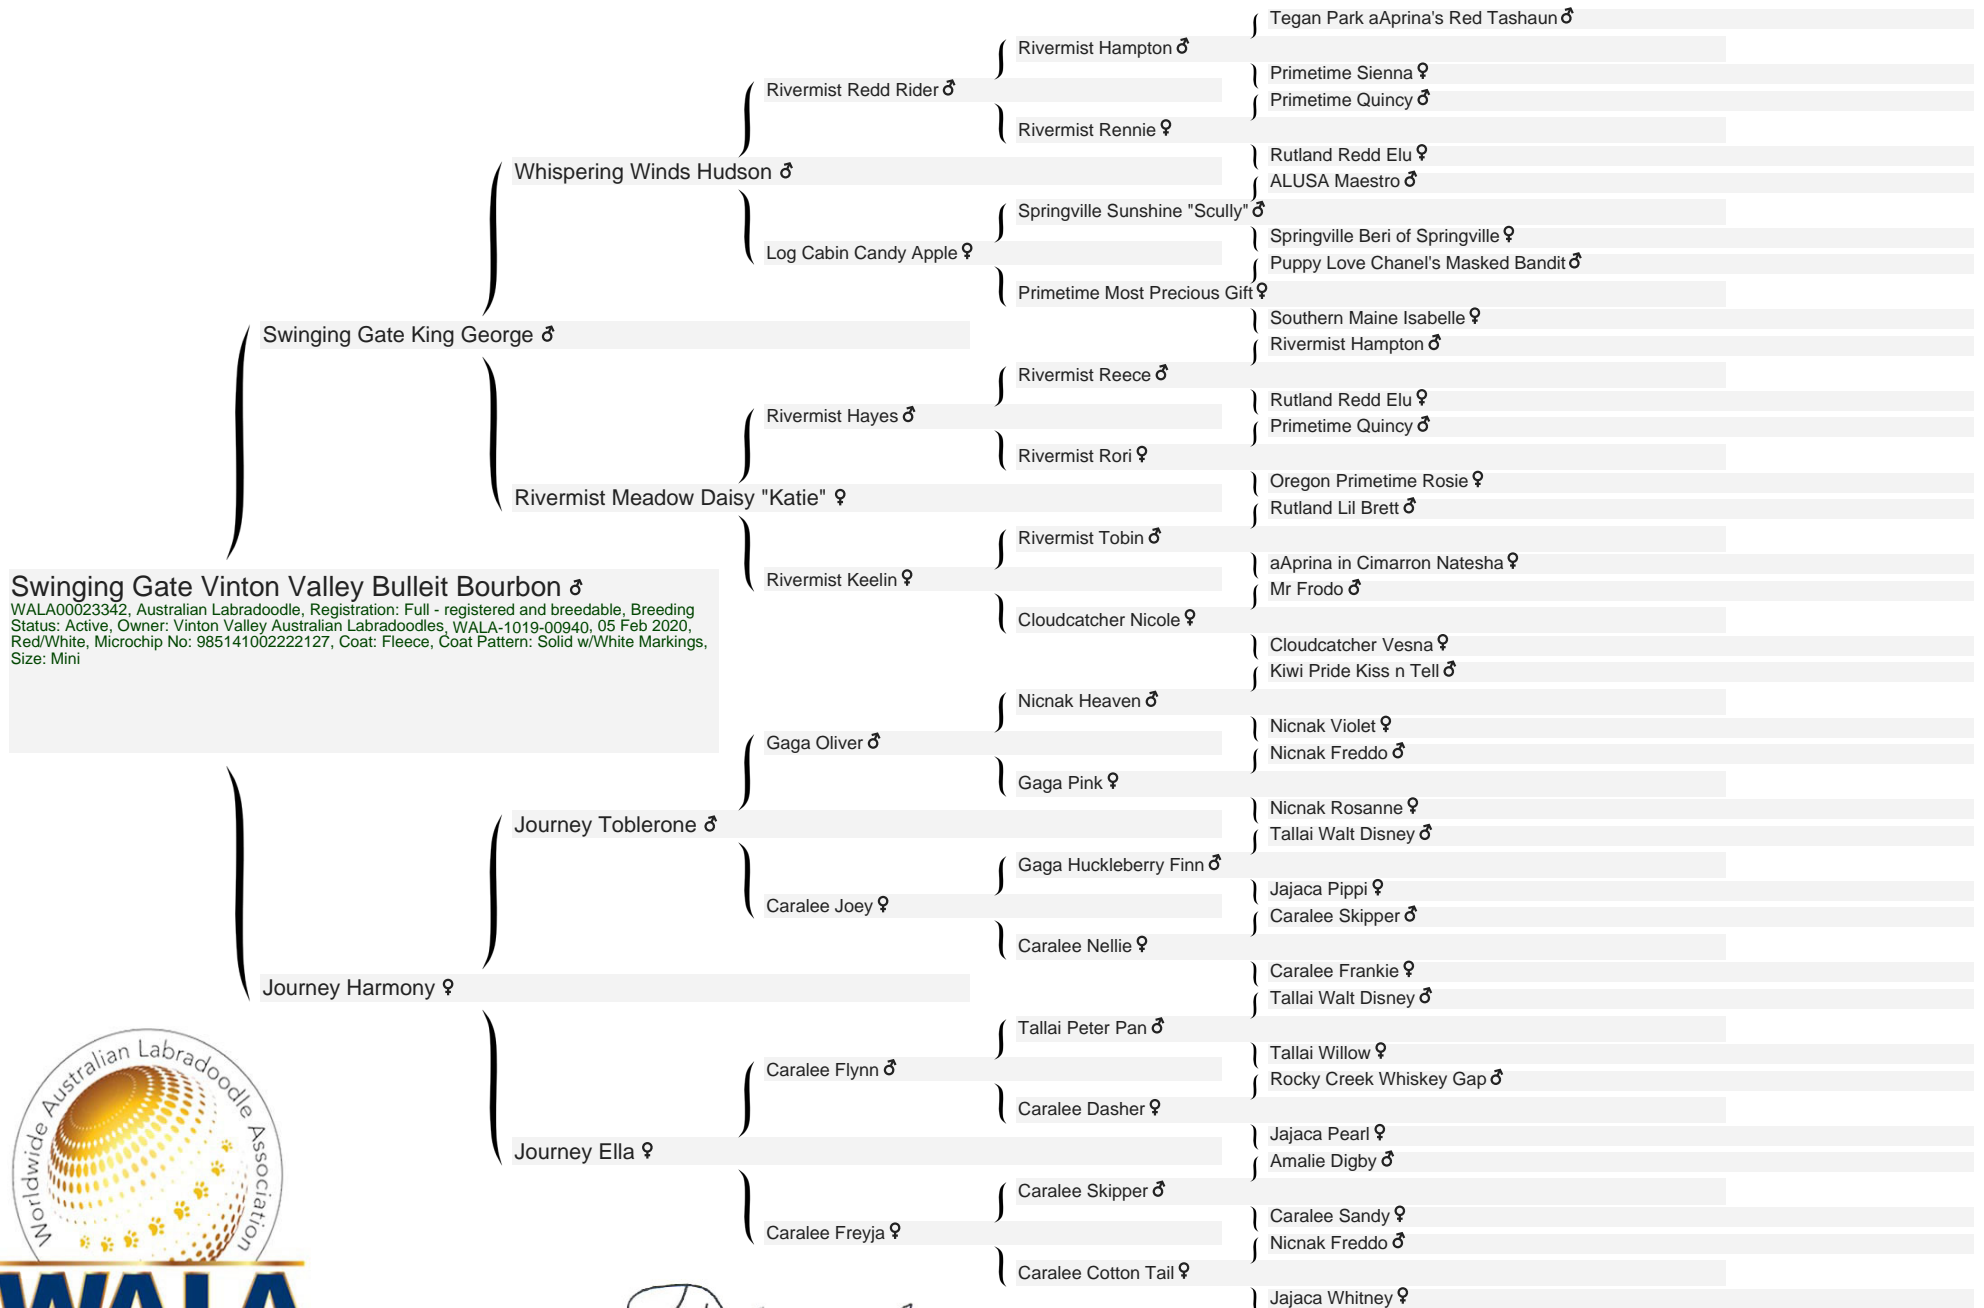 Tegan Park aAprina's Red Tashaun ♂
Rivermist Hampton ♂
Primetime Sienna ♀
Rivermist Redd Rider ♂
Primetime Quincy ♂
Rivermist Rennie ♀
Rutland Redd Elu ♀
Whispering Winds Hudson ♂
ALUSA Maestro ♂
Springville Sunshine "Scully" ♂
Springville Beri of Springville ♀
Log Cabin Candy Apple ♀
Puppy Love Chanel's Masked Bandit ♂
Primetime Most Precious Gift ♀
Southern Maine Isabelle ♀
Swinging Gate King George ♂
Rivermist Hampton ♂
Rivermist Reece ♂
Rutland Redd Elu ♀
Rivermist Hayes ♂
Primetime Quincy ♂
Rivermist Rori ♀
Oregon Primetime Rosie ♀
Rivermist Meadow Daisy "Katie" ♀
Rutland Lil Brett ♂
Rivermist Tobin ♂
aAprina in Cimarron Natesha ♀
Rivermist Keelin ♀
Mr Frodo ♂
Cloudcatcher Nicole ♀
Cloudcatcher Vesna ♀
Swinging Gate Vinton Valley Bulleit Bourbon ♂
WALA00023342, Australian Labradoodle, Registration: Full - registered and breedable, Breeding
Status: Active, Owner: Vinton Valley Australian Labradoodles, WALA-1019-00940, 05 Feb 2020,
Red/White, Microchip No: 985141002222127, Coat: Fleece, Coat Pattern: Solid w/White Markings,
Size: Mini
Kiwi Pride Kiss n Tell ♂
Nicnak Heaven ♂
Nicnak Violet ♀
Gaga Oliver ♂
Nicnak Freddo ♂
Gaga Pink ♀
Nicnak Rosanne ♀
Journey Toblerone ♂
Tallai Walt Disney ♂
Gaga Huckleberry Finn ♂
Jajaca Pippi ♀
Caralee Joey ♀
Caralee Skipper ♂
Caralee Nellie ♀
Caralee Frankie ♀
Journey Harmony ♀
Tallai Walt Disney ♂
Tallai Peter Pan ♂
Tallai Willow ♀
Caralee Flynn ♂
Rocky Creek Whiskey Gap ♂
Caralee Dasher ♀
Jajaca Pearl ♀
Journey Ella ♀
Amalie Digby ♂
Caralee Skipper ♂
Caralee Sandy ♀
Caralee Freyja ♀
Nicnak Freddo ♂
Caralee Cotton Tail ♀
Jajaca Whitney ♀
Worldwide Australian Labradoodle Association
WALA